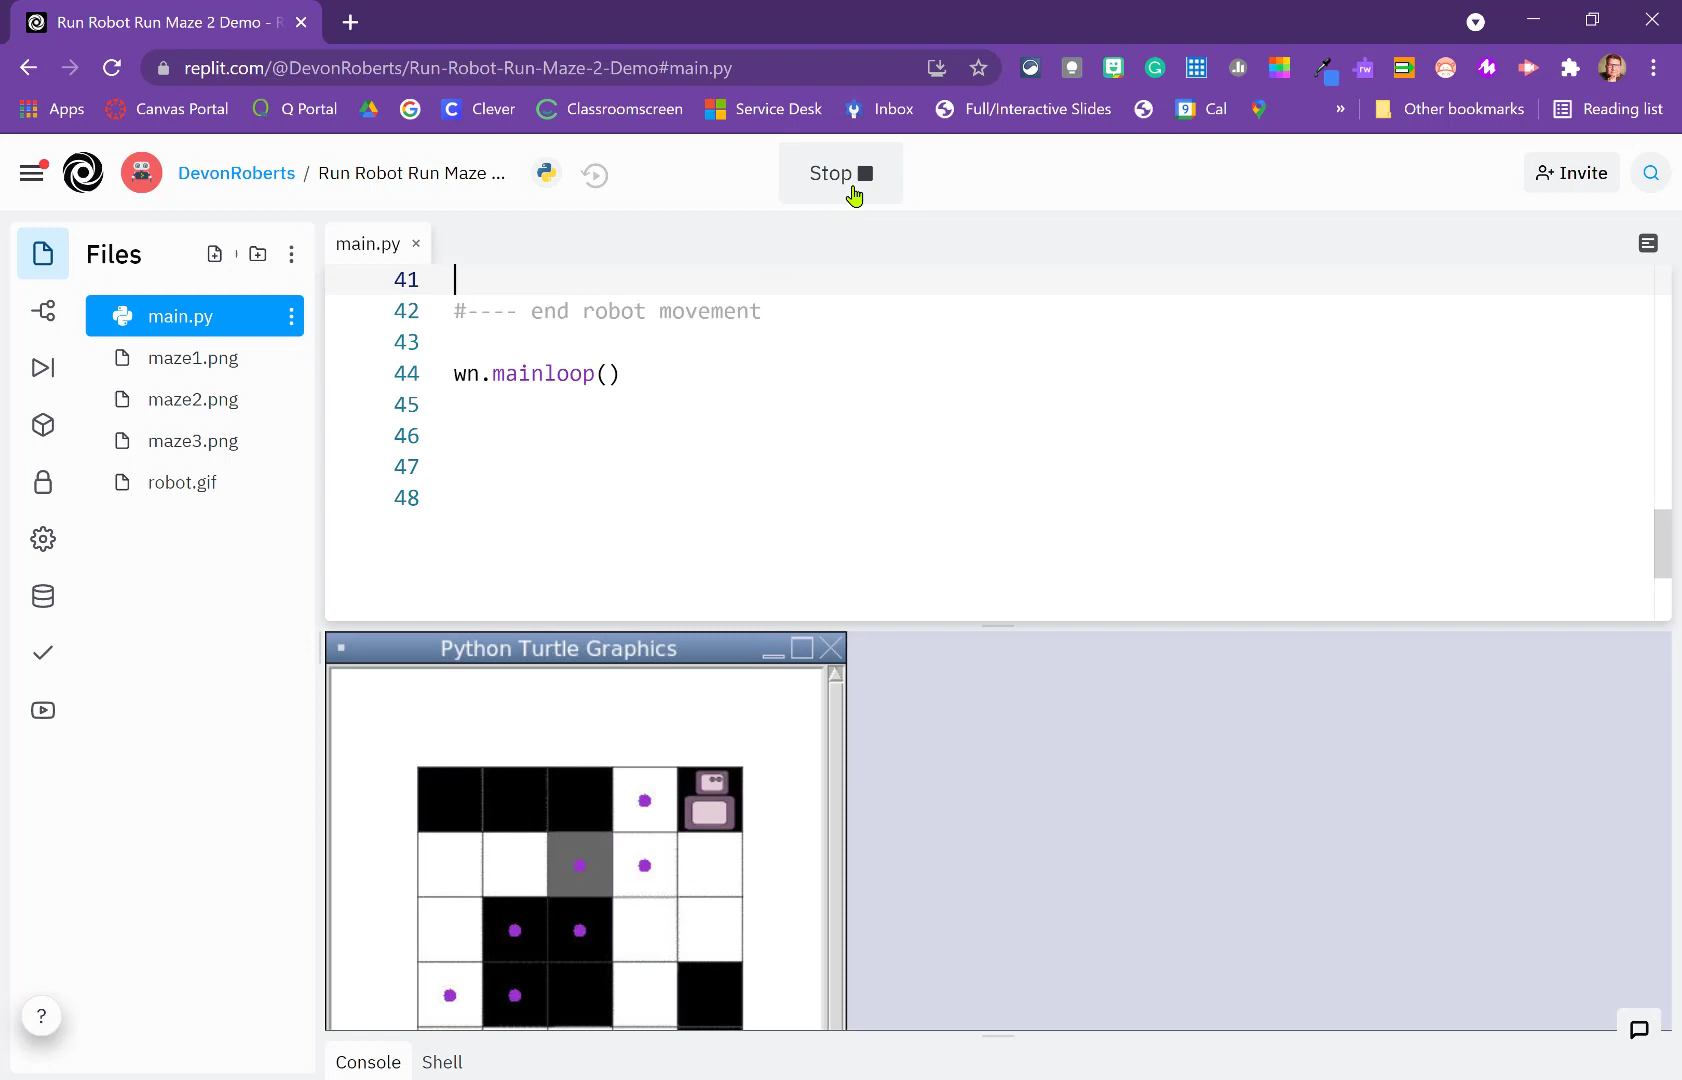 Run Robot Run Maze 2 Demo - R
replit.com/@DevonRoberts/Run-Robot-Run-Maze-2-Demo#main.py
Apps
Canvas Portal
Q Portal
Clever
Classroomscreen
Service Desk
Inbox
Full/Interactive Slides
Cal
»
Other bookmarks
Reading list
DevonRoberts / Run Robot Run Maze ...
Stop
Invite
Files
main.py
maze1.png
maze2.png
maze3.png
robot.gif
main.py
41
42 #---- end robot movement
43
44 wn.mainloop()
45
46
47
48
Python Turtle Graphics
?
Console
Shell